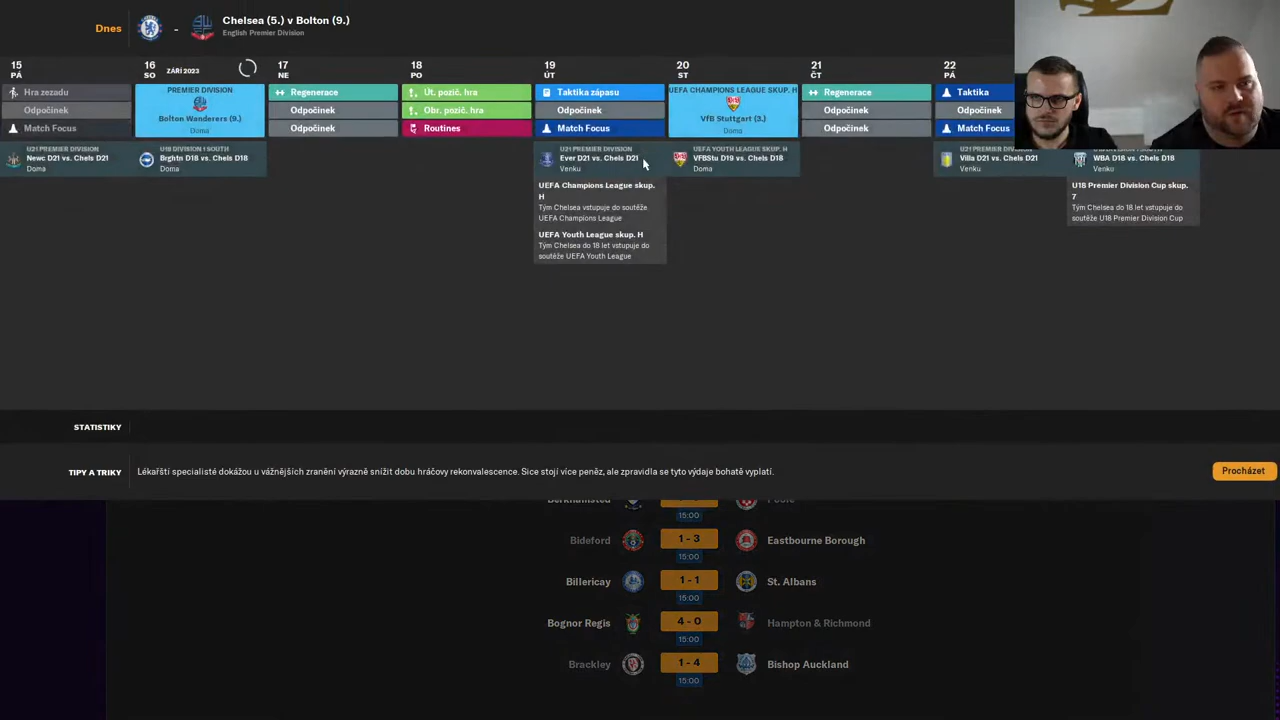 Dnes
Chelsea (5.) v Bolton (9.)
English Premier Division
15
PÁ
16
SO
ZÁŘÍ 2023
17
NE
18
PO
19
ÚT
20
ST
21
ČT
22
PÁ
Hra zezadu
Odpočinek
Match Focus
PREMIER DIVISION
Bolton Wanderers (9.)
Doma
Regenerace
Odpočinek
Odpočinek
Út. pozič. hra
Obr. pozič. hra
Routines
Taktika zápasu
Odpočinek
Match Focus
UEFA CHAMPIONS LEAGUE SKUP. H
VfB Stuttgart (3.)
Doma
Regenerace
Odpočinek
Odpočinek
Taktika
Odpočinek
Match Focus
U21 PREMIER DIVISION
Newc D21 vs. Chels D21
Doma
U18 DIVISION 1 SOUTH
Brghtn D18 vs. Chels D18
Doma
U21 PREMIER DIVISION
Ever D21 vs. Chels D21
Venku
UEFA YOUTH LEAGUE SKUP. H
VFBStu D19 vs. Chels D18
Doma
U21 PREMIER DIVISION
Villa D21 vs. Chels D21
Venku
WBA D18 vs. Chels D18
Venku
UEFA Champions League skup.
H
Tým Chelsea vstupuje do soutěže
UEFA Champions League
UEFA Youth League skup. H
Tým Chelsea do 18 let vstupuje do
soutěže UEFA Youth League
U18 Premier Division Cup skup.
7
Tým Chelsea do 18 let vstupuje do
soutěže U18 Premier Division Cup
STATISTIKY
TIPY A TRIKY
Lékařští specialisté dokážou u vážnějších zranění výrazně snížit dobu hráčovy rekonvalescence. Sice stojí více peněz, ale zpravidla se tyto výdaje bohatě vyplatí.
Procházet
Berkhamsted
Poole
15:00
Bideford 1 - 3 Eastbourne Borough
15:00
Billericay 1 - 1 St. Albans
15:00
Bognor Regis 4 - 0 Hampton & Richmond
15:00
Brackley 1 - 4 Bishop Auckland
15:00